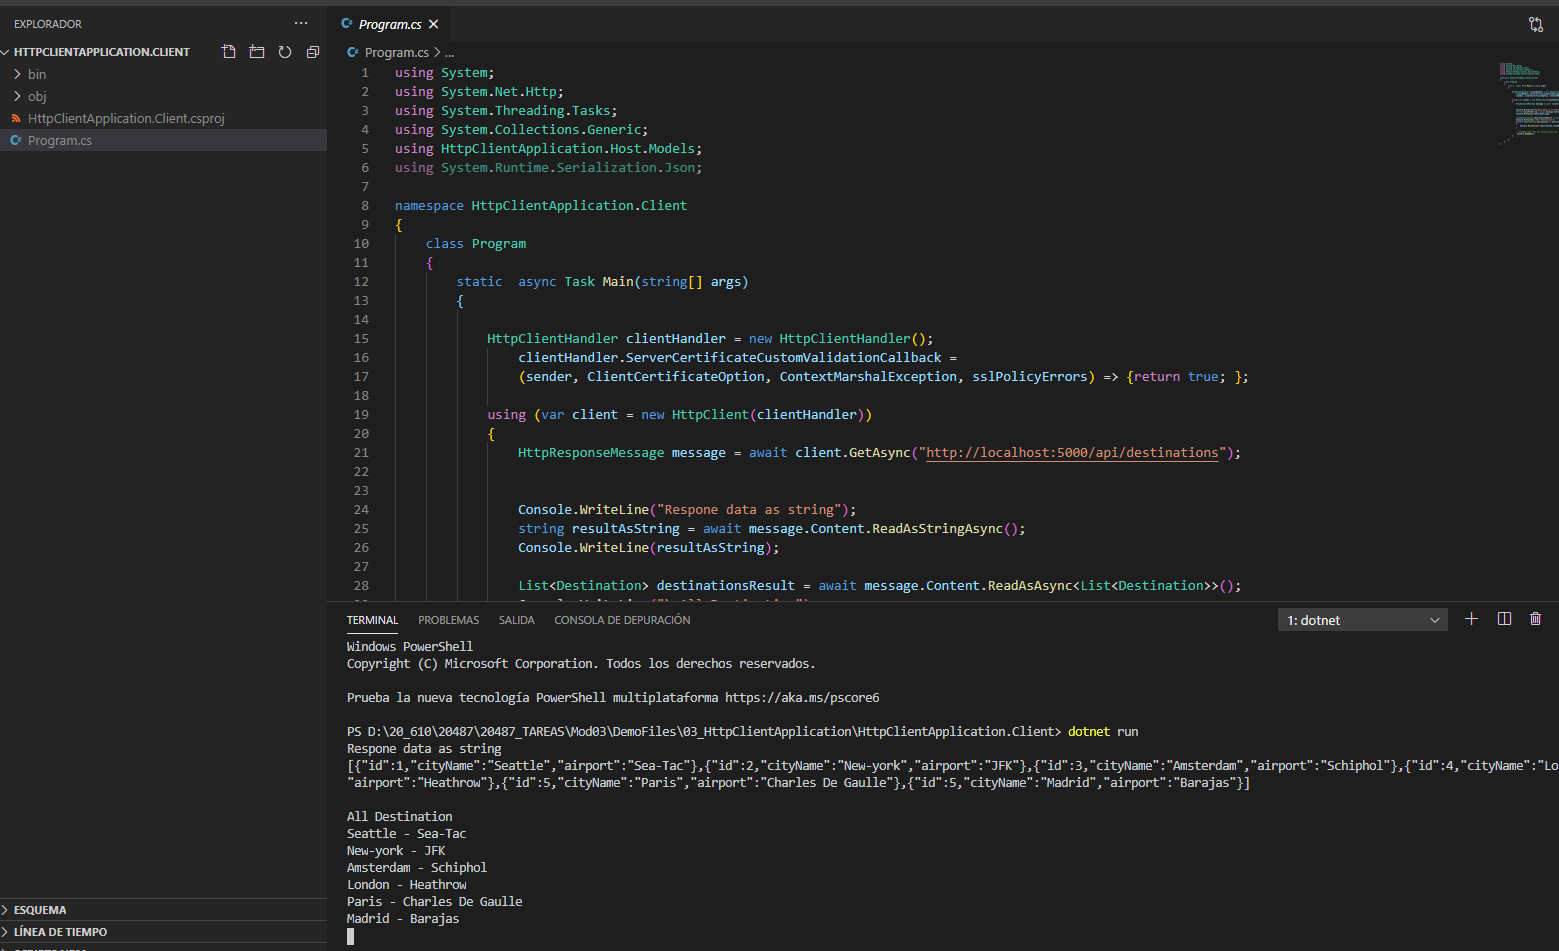 EXPLORADOR
HTTPCLIENTAPPLICATION.CLIENT
bin
obj
HttpClientApplication.Client.csproj
C# Program.cs
ESQUEMA
LÍNEA DE TIEMPO
C# Program.cs
C# Program.cs > ...
1 using System;
2 using System.Net.Http;
3 using System.Threading.Tasks;
4 using System.Collections.Generic;
5 using HttpClientApplication.Host.Models;
6 using System.Runtime.Serialization.Json;
7
8 namespace HttpClientApplication.Client
9 {
10 class Program
11 {
12 static  async Task Main(string[] args)
13 {
14
15 HttpClientHandler clientHandler = new HttpClientHandler();
16 clientHandler.ServerCertificateCustomValidationCallback =
17 (sender, ClientCertificateOption, ContextMarshalException, sslPolicyErrors) => {return true; };
18
19 using (var client = new HttpClient(clientHandler))
20 {
21 HttpResponseMessage message = await client.GetAsync("http://localhost:5000/api/destinations");
22
23
24 Console.WriteLine("Respone data as string");
25 string resultAsString = await message.Content.ReadAsStringAsync();
26 Console.WriteLine(resultAsString);
27
28 List<Destination> destinationsResult = await message.Content.ReadAsAsync<List<Destination>>();
TERMINAL PROBLEMAS SALIDA CONSOLA DE DEPURACIÓN 1: dotnet
Windows PowerShell
Copyright (C) Microsoft Corporation. Todos los derechos reservados.
Prueba la nueva tecnología PowerShell multiplataforma https://aka.ms/pscore6
PS D:\20_610\20487\20487_TAREAS\Mod03\DemoFiles\03_HttpClientApplication\HttpClientApplication.Client> dotnet run
Respone data as string
[{"id":1,"cityName":"Seattle","airport":"Sea-Tac"},{"id":2,"cityName":"New-york","airport":"JFK"},{"id":3,"cityName":"Amsterdam","airport":"Schiphol"},{"id":4,"cityName":"Lo
"airport":"Heathrow"},{"id":5,"cityName":"Paris","airport":"Charles De Gaulle"},{"id":5,"cityName":"Madrid","airport":"Barajas"}]
All Destination
Seattle - Sea-Tac
New-york - JFK
Amsterdam - Schiphol
London - Heathrow
Paris - Charles De Gaulle
Madrid - Barajas